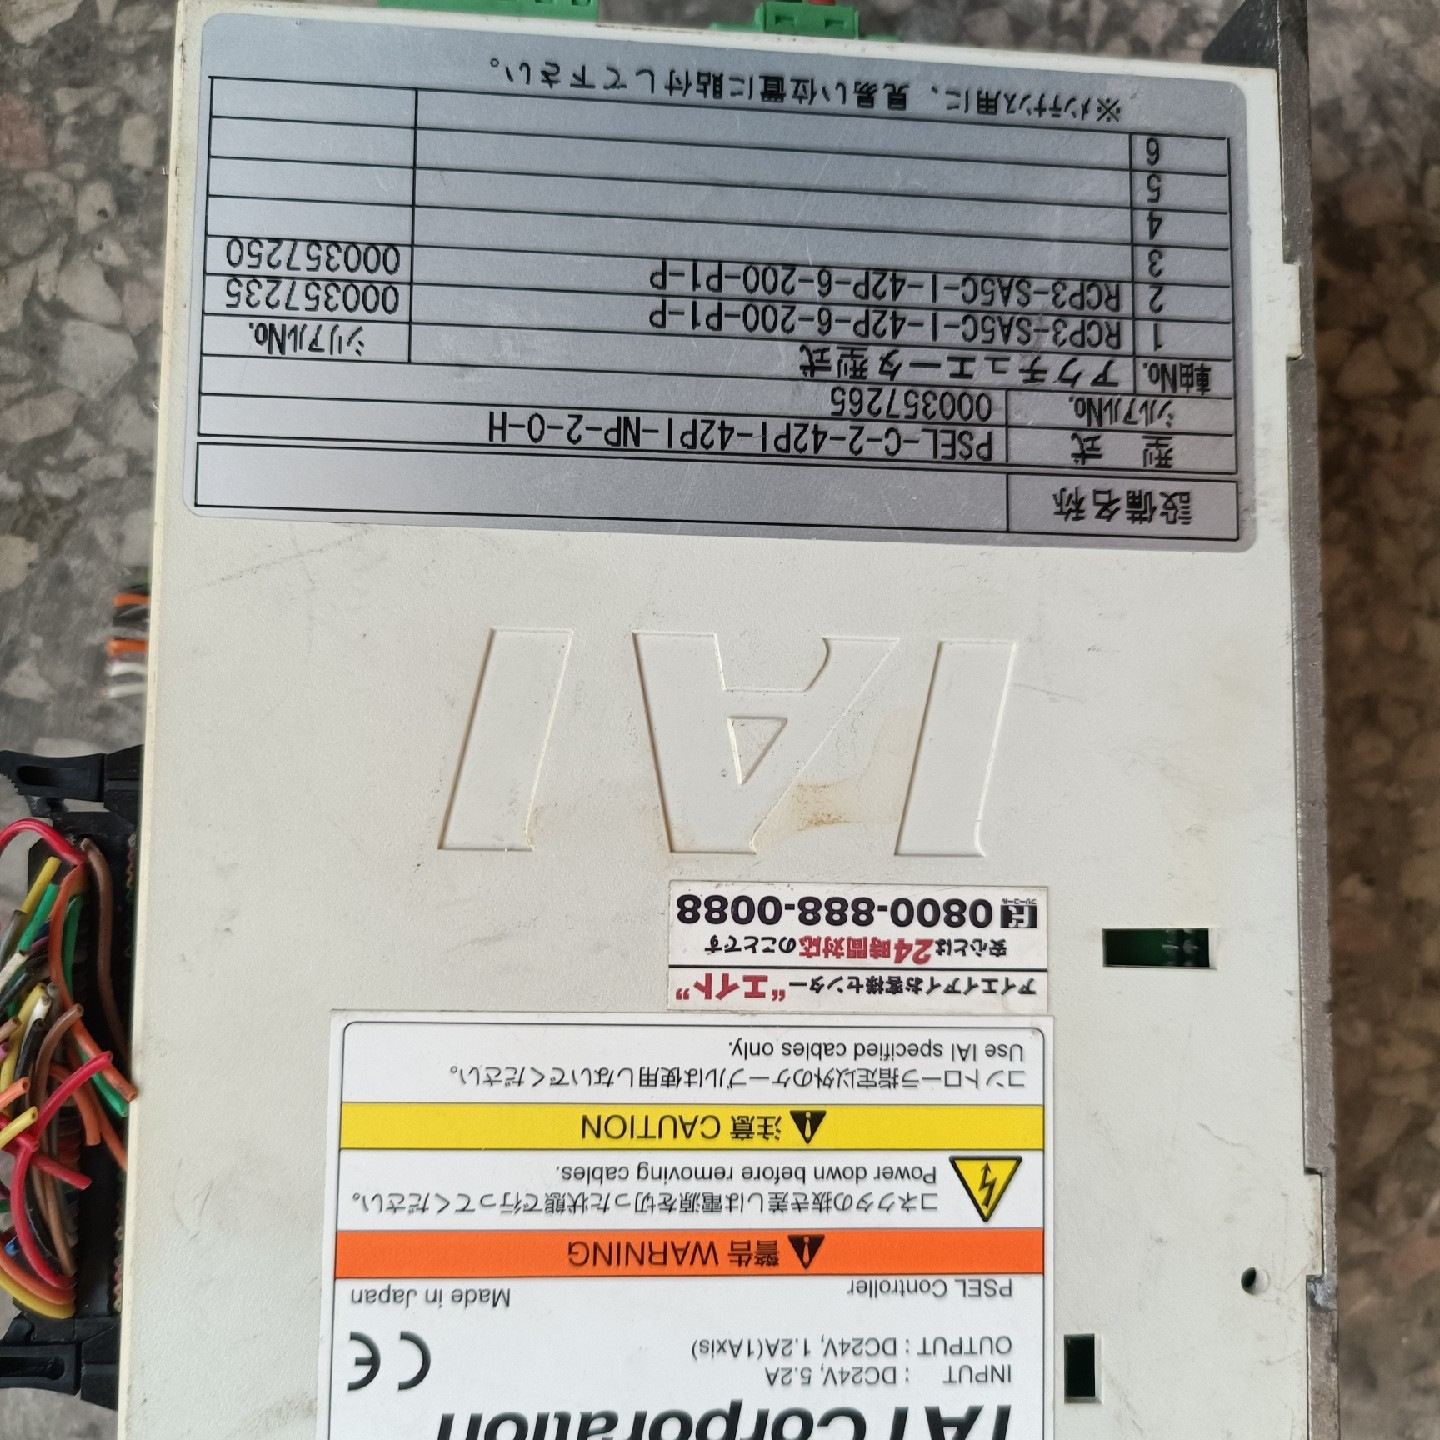 IAI Corporation
INPUT : DC24V, 5.2A
OUTPUT : DC24V, 1.2A(1Axis)
PSEL Controller Made in Japan
警告 WARNING
コネクタの抜き差しは電源を切った状態で行ってください。
Power down before removing cables.
注意 CAUTION
コントローラ指定以外のケーブルは使用しないでください。
Use IAI specified cables only.
アイエイアイお客様センター“エイト”
安心とは24時間対応のことです
フリーコール 0800-888-0088
IAI
設備名称
型 式 PSEL-C-2-42PI-42PI-NP-2-0-H
シリアルNo. 000357265
軸No. アクチュエータ型式 シリアルNo.
1 RCP3-SA5C-I-42P-6-200-P1-P 000357235
2 RCP3-SA5C-I-42P-6-200-P1-P 000357250
3
4
5
6
※メンテナンス用に、見易い位置に貼付して下さい。